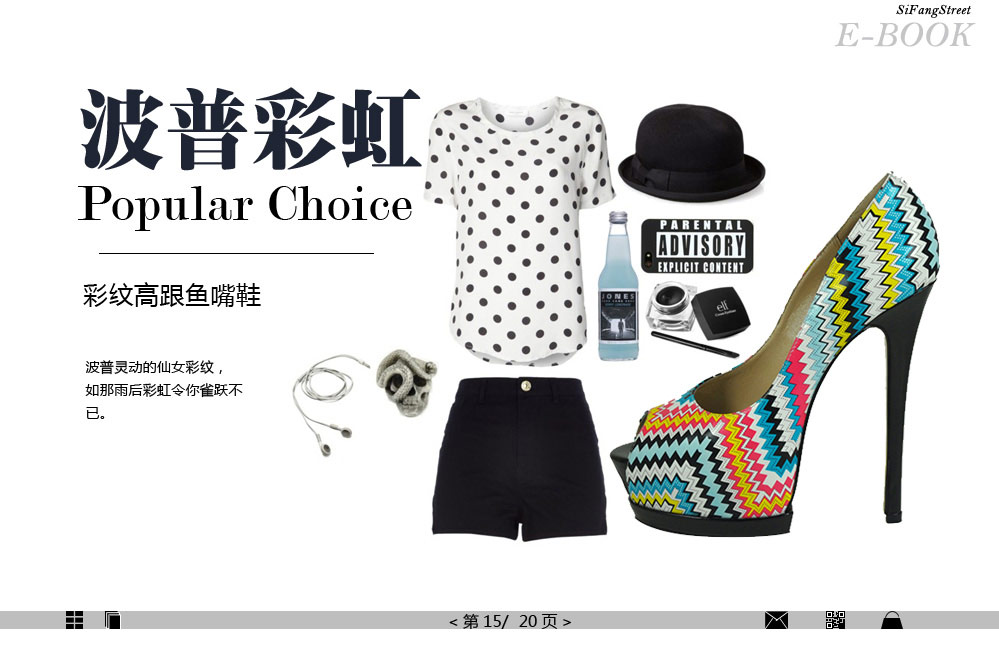 SiFangStreet
E-BOOK
波普彩虹
Popular Choice
彩纹高跟鱼嘴鞋
波普灵动的仙女彩纹，
如那雨后彩虹令你雀跃不
已。
PARENTAL
ADVISORY
EXPLICIT CONTENT
JONES
elf
< 第 15/ 20 页 >